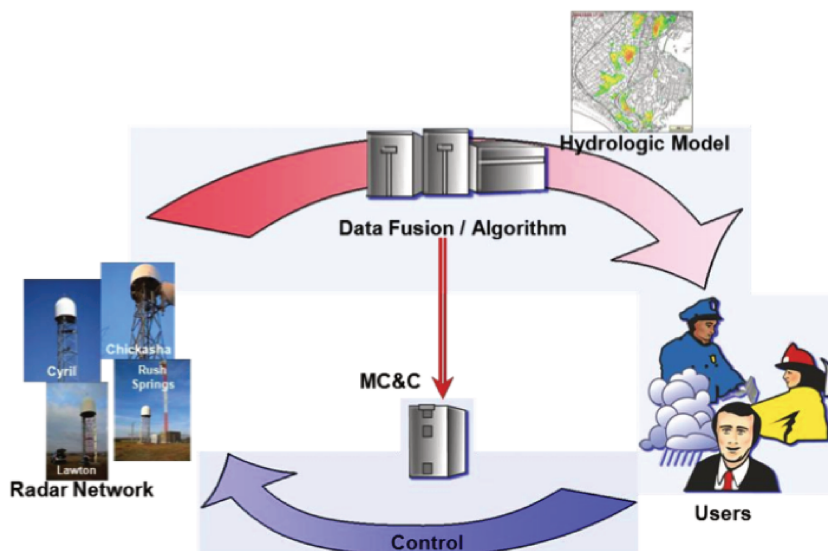 Hydrologic Model
Data Fusion / Algorithm
Cyril
Chickasha
Rush
Springs
Lawton
Radar Network
MC&C
Users
Control